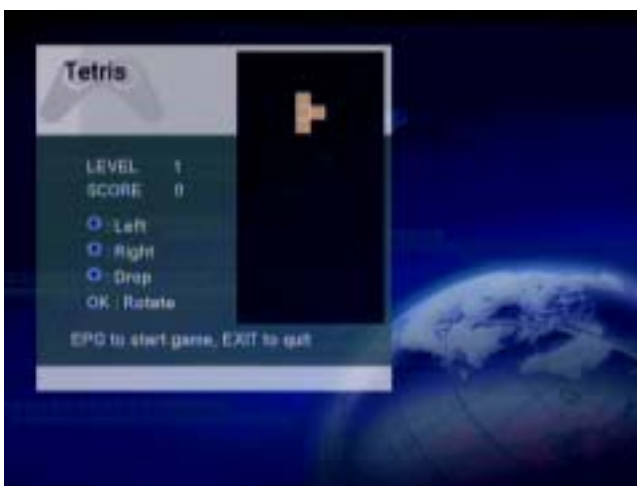 Tetris
LEVEL 1
SCORE 0
: Left
: Right
: Drop
OK : Rotate
EPG to start game, EXIT to quit